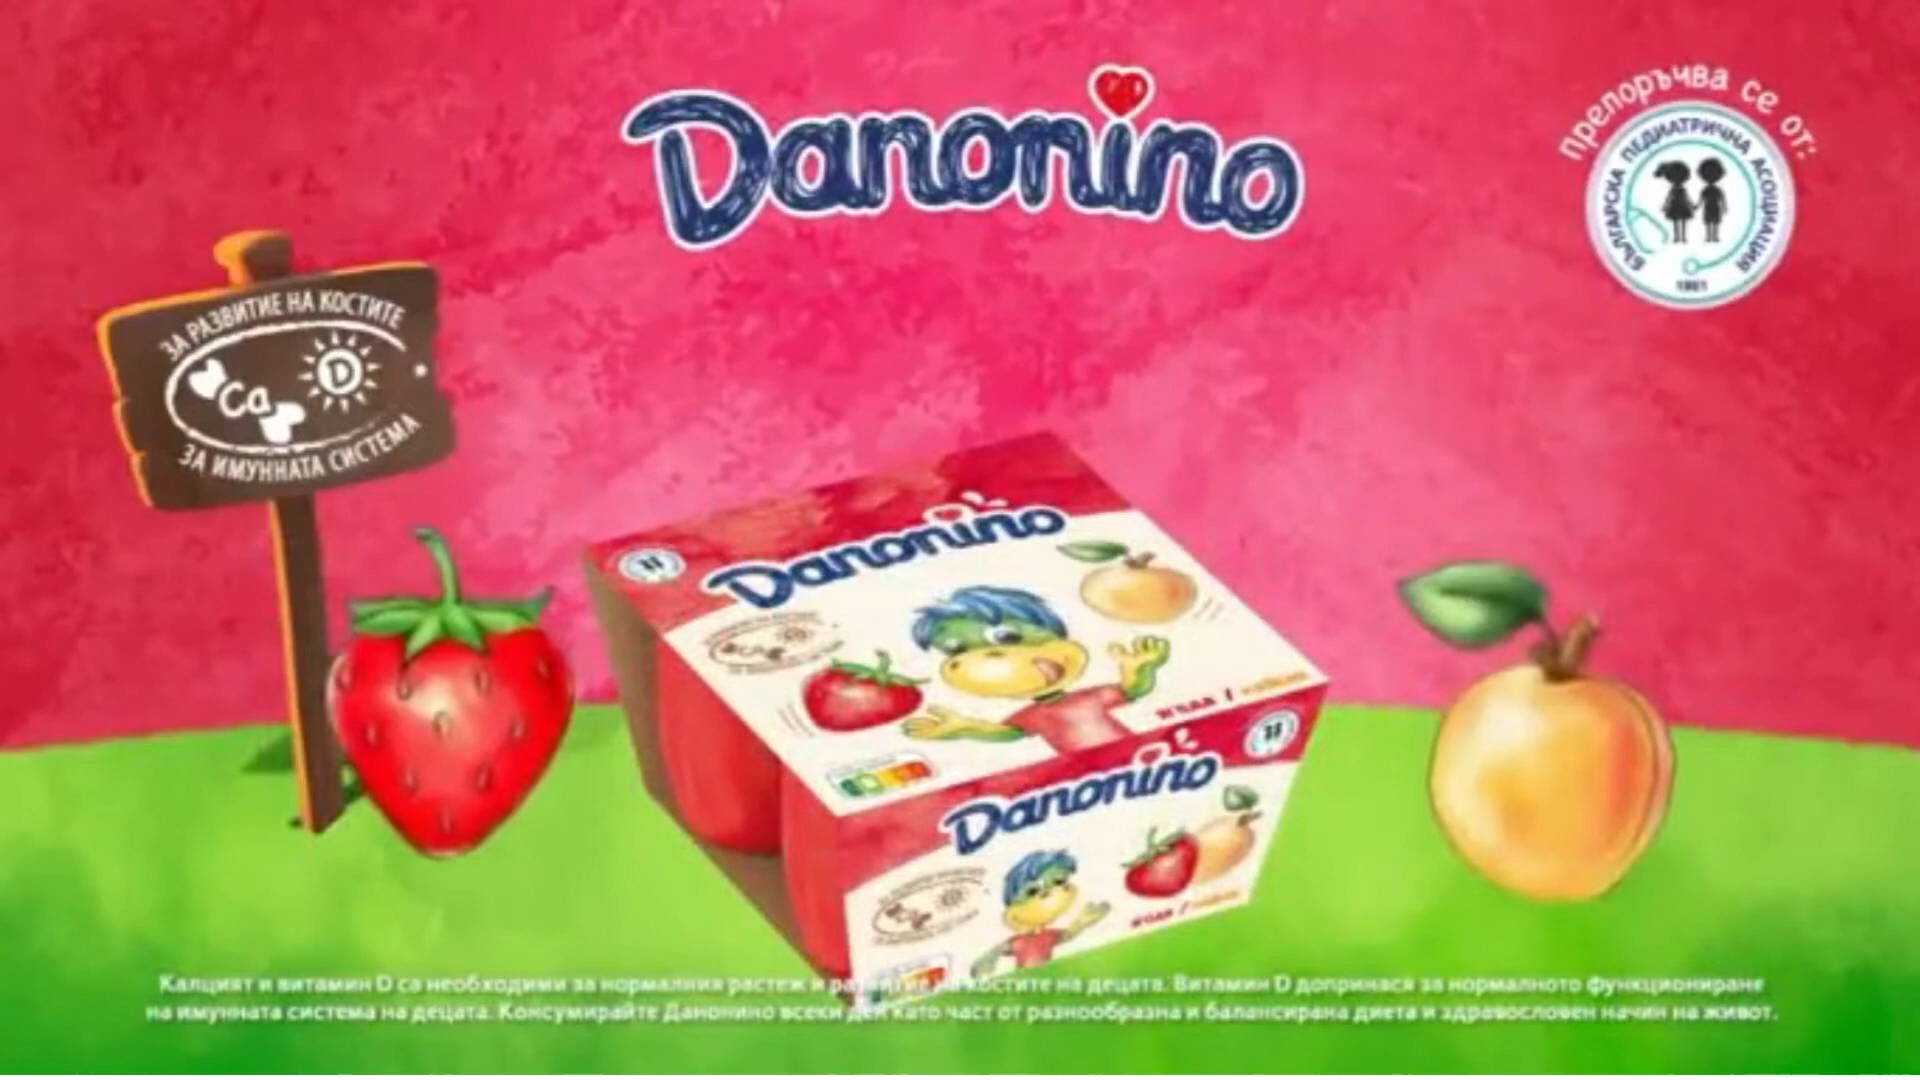 Danonino
препоръчва се от:
БЪЛГАРСКА ПЕДИАТРИЧНА АСОЦИАЦИЯ
1981
ЗА РАЗВИТИЕ НА КОСТИТЕ
Ca D
ЗА ИМУННАТА СИСТЕМА
Danonino
ЯГОДА /
Danonino
Калцият и витамин D са необходими за нормалния растеж и развитие на костите на децата. Витамин D допринася за нормалното функциониране
на имунната система на децата. Консумирайте Данонино всеки ден като част от разнообразна и балансирана диета и здравословен начин на живот.